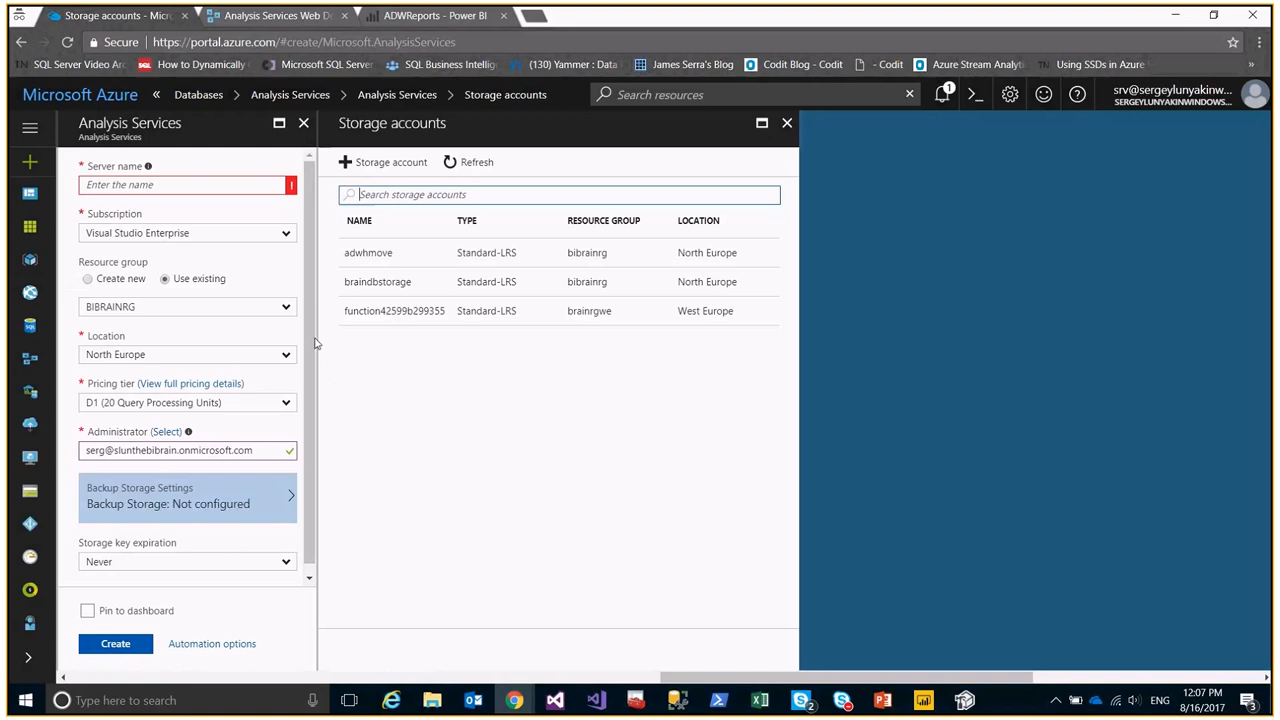 Storage accounts - Micro
Analysis Services Web De
ADWReports - Power BI
Secure
https://portal.azure.com/#create/Microsoft.AnalysisServices
SQL Server Video Arc
How to Dynamically
Microsoft SQL Server
SQL Business Intellig
(130) Yammer : Data
James Serra's Blog
Codit Blog - Codit
- Codit
Azure Stream Analyti
Using SSDs in Azure
Microsoft Azure
Databases
Analysis Services
Analysis Services
Storage accounts
Search resources
1
srv@sergeylunyakinw...
SERGEYLUNYAKINWINDOWS...
Analysis Services
Analysis Services
* Server name
Enter the name
* Subscription
Visual Studio Enterprise
Resource group
Create new
Use existing
BIBRAINRG
* Location
North Europe
* Pricing tier (View full pricing details)
D1 (20 Query Processing Units)
* Administrator (Select)
serg@slunthebibrain.onmicrosoft.com
Backup Storage Settings
Backup Storage: Not configured
Storage key expiration
Never
Pin to dashboard
Create
Automation options
Storage accounts
Storage account
Refresh
Search storage accounts
NAME TYPE RESOURCE GROUP LOCATION
adwhmove Standard-LRS bibrainrg North Europe
braindbstorage Standard-LRS bibrainrg North Europe
function42599b299355 Standard-LRS brainrgwe West Europe
Type here to search
2
ENG
12:07 PM
8/16/2017
3